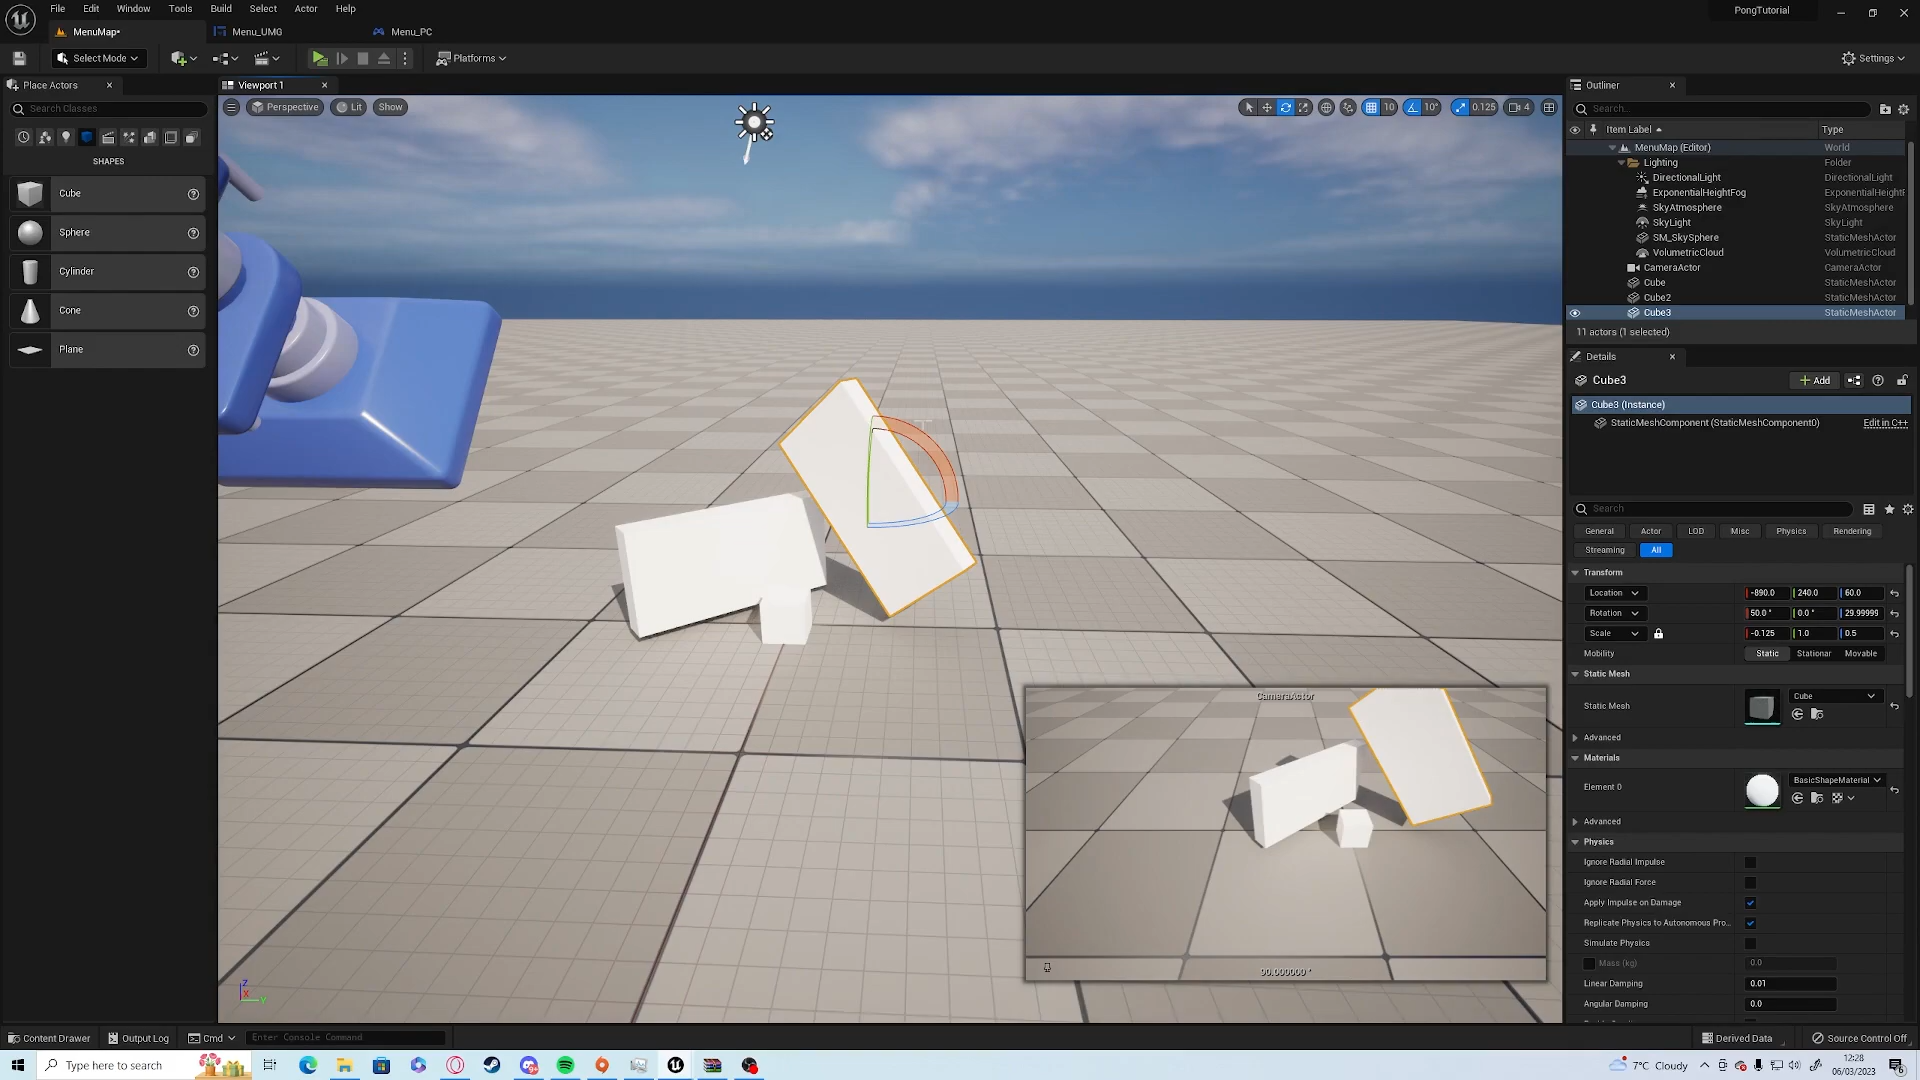 File Edit Window Tools Build Select Actor Help
PongTutorial
MenuMap•
Menu_UMG
Menu_PC
Select Mode
Platforms
Settings
Place Actors
Search Classes
SHAPES
Cube
Sphere
Cylinder
Cone
Plane
Viewport 1
Perspective
Lit
Show
10
10°
0.125
4
CameraActor
90.000000 °
Z
X
Y
Outliner
Search...
Item Label
Type
MenuMap (Editor) World
Lighting Folder
DirectionalLight DirectionalLight
ExponentialHeightFog ExponentialHeightF
SkyAtmosphere SkyAtmosphere
SkyLight SkyLight
SM_SkySphere StaticMeshActor
VolumetricCloud VolumetricCloud
CameraActor CameraActor
Cube StaticMeshActor
Cube2 StaticMeshActor
Cube3 StaticMeshActor
11 actors (1 selected)
Details
Cube3
Add
Cube3 (Instance)
StaticMeshComponent (StaticMeshComponent0) Edit in C++
Search
General Actor LOD Misc Physics Rendering
Streaming All
Transform
Location -890.0 240.0 60.0
Rotation 50.0 ° 0.0 ° 29.99999
Scale -0.125 1.0 0.5
Mobility Static Stationar Movable
Static Mesh
Static Mesh Cube
Advanced
Materials
Element 0 BasicShapeMaterial
Advanced
Physics
Ignore Radial Impulse
Ignore Radial Force
Apply Impulse on Damage
Replicate Physics to Autonomous Pro...
Simulate Physics
Mass (kg) 0.0
Linear Damping 0.01
Angular Damping 0.0
Content Drawer
Output Log
Cmd
Enter Console Command
Derived Data
Source Control Off
Type here to search
7°C Cloudy
12:28
06/03/2023